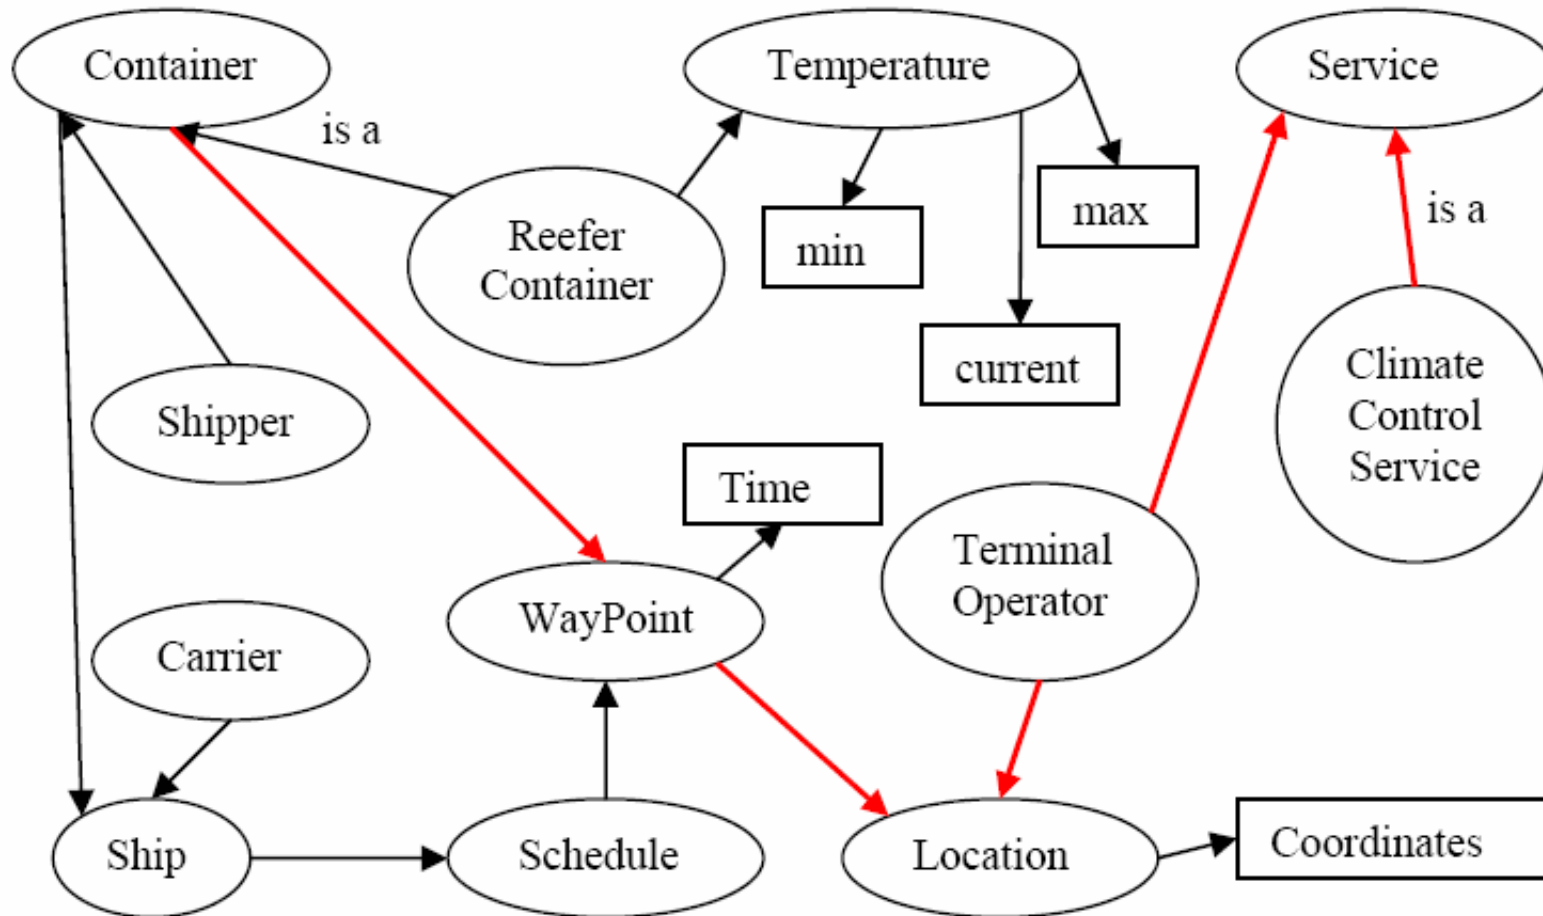 Container
Temperature
Service
is a
max
is a
Reefer
Container
min
current
Climate
Control
Service
Shipper
Time
Terminal
Operator
WayPoint
Carrier
Ship
Schedule
Location
Coordinates